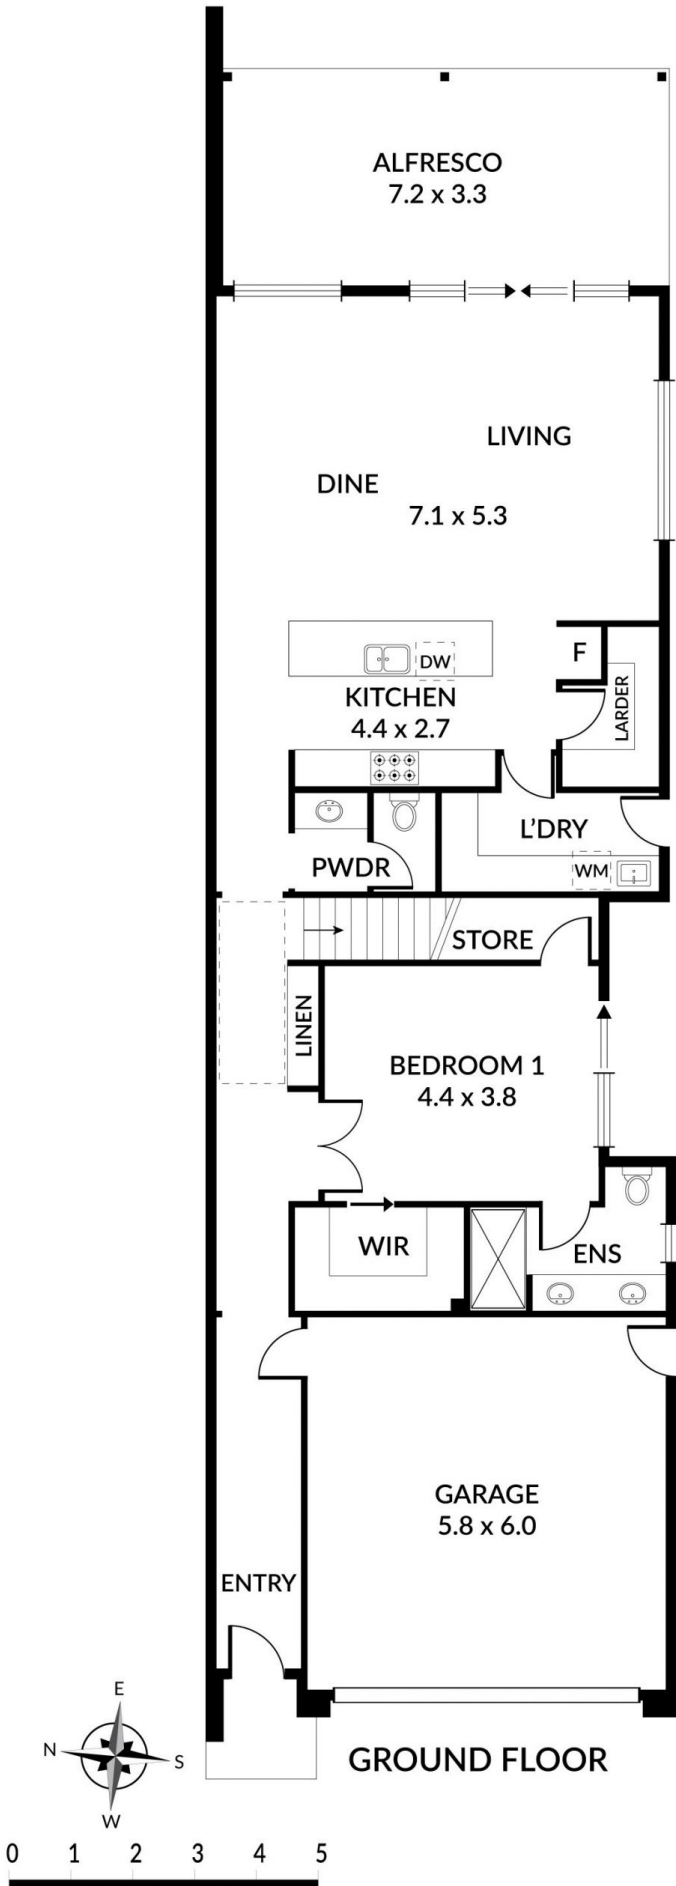 ALFRESCO
7.2 x 3.3
LIVING
DINE
7.1 x 5.3
F
DW
LARDER
KITCHEN
4.4 x 2.7
L'DRY
PWDR
WM
STORE
LINEN
BEDROOM 1
4.4 x 3.8
WIR
ENS
GARAGE
5.8 x 6.0
ENTRY
E
N
S
W
GROUND FLOOR
0 1 2 3 4 5